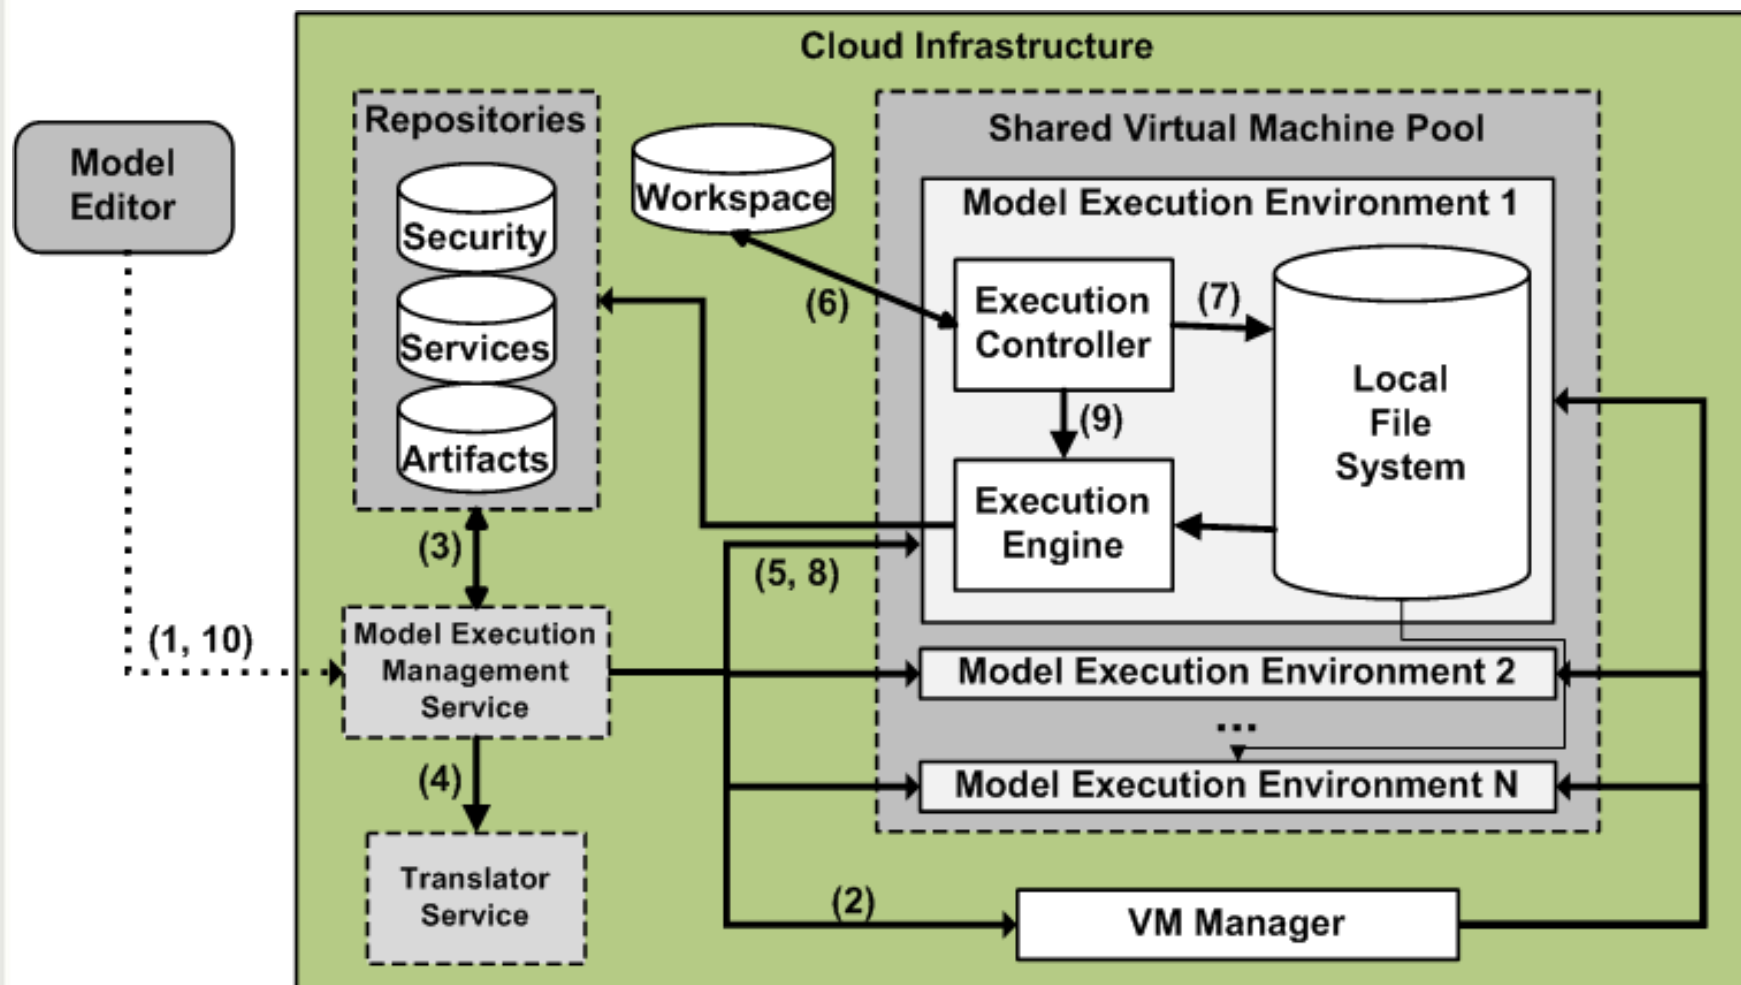 Cloud Infrastructure
Model
Editor
Repositories
Security
Services
Artifacts
Workspace
Shared Virtual Machine Pool
Model Execution Environment 1
Execution
Controller
Local
File
System
Execution
Engine
(6)
(7)
(9)
(3)
(5, 8)
(1, 10)
Model Execution
Management
Service
Model Execution Environment 2
...
Model Execution Environment N
(4)
Translator
Service
(2)
VM Manager